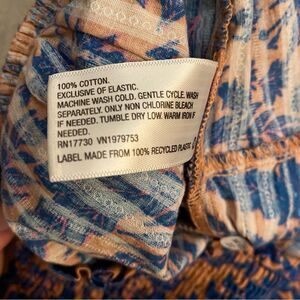 100% COTTON.
EXCLUSIVE OF ELASTIC.
MACHINE WASH COLD. GENTLE CYCLE. WASH
SEPARATELY. ONLY NON CHLORINE BLEACH
IF NEEDED. TUMBLE DRY LOW. WARM IRON IF
NEEDED.
RN17730 VN1979753
LABEL MADE FROM 100% RECYCLED PLASTIC